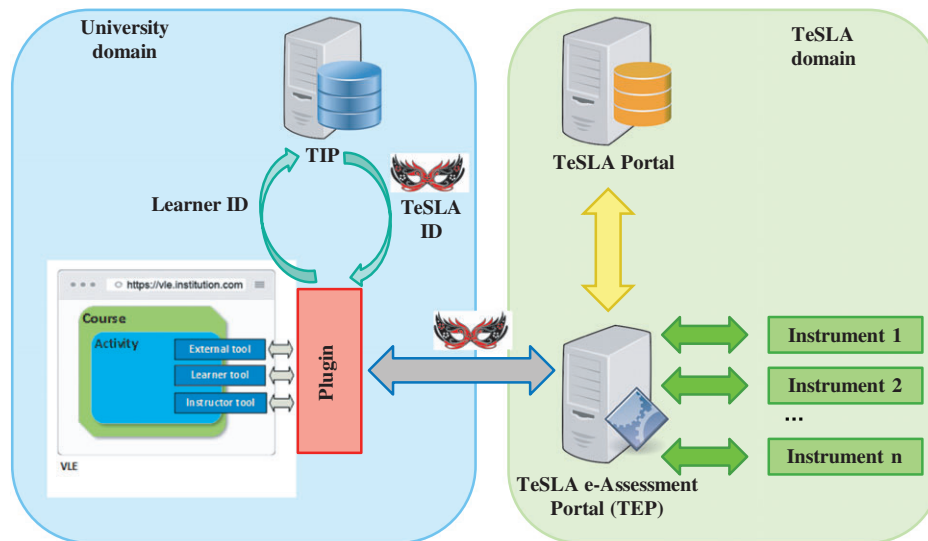 University
domain
TeSLA
domain
TIP
TeSLA Portal
Learner ID
TeSLA
ID
https://vle.institution.com
Course
Activity
External tool
Learner tool
Instructor tool
VLE
Plugin
Instrument 1
Instrument 2
...
Instrument n
TeSLA e-Assessment
Portal (TEP)